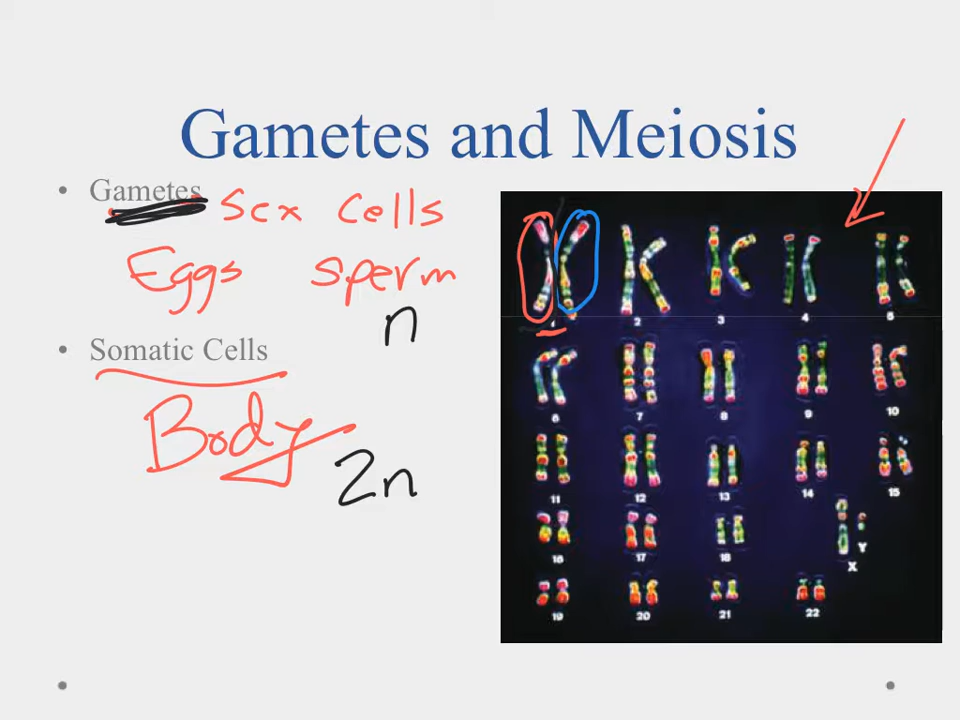 Gametes and Meiosis
• Gametes
Sex Cells
Eggs Sperm
n
• Somatic Cells
Body
2n
1 2 3 4 5
6 7 8 9 10
11 12 13 14 15
16 17 18 X Y
19 20 21 22